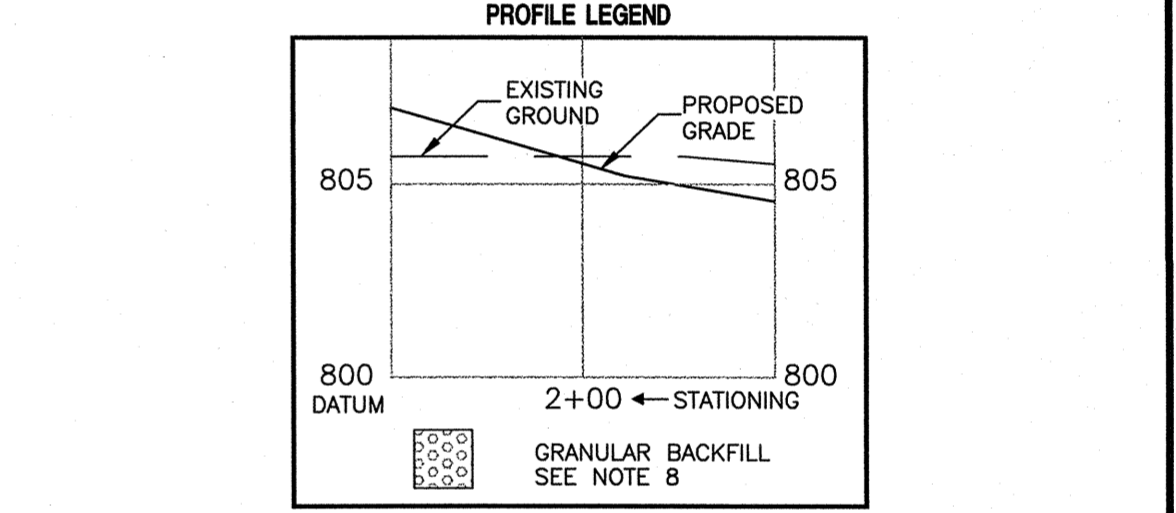 PROFILE LEGEND
EXISTING
GROUND
PROPOSED
GRADE
805
805
800
800
DATUM
2+00
STATIONING
GRANULAR BACKFILL
SEE NOTE 8